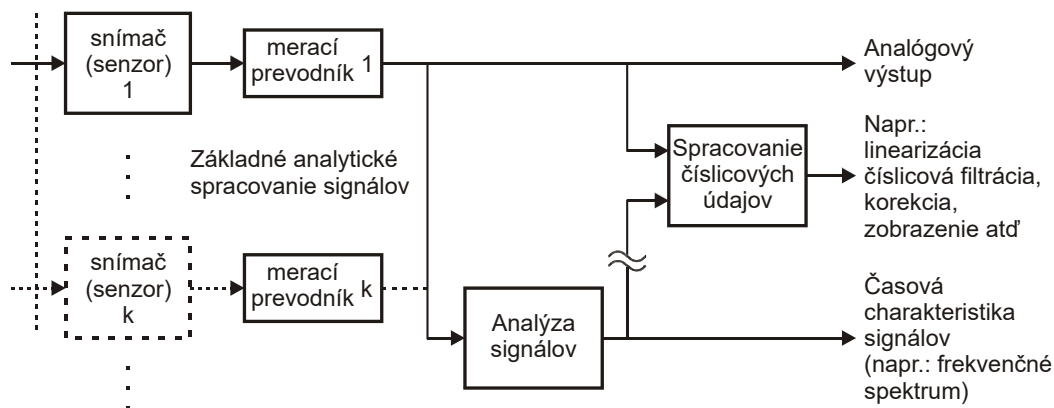 snímač
(senzor)
1
merací
prevodník 1
Analógový
výstup
Základné analytické
spracovanie signálov
Spracovanie
číslicových
údajov
Napr.:
linearizácia
číslicová filtrácia,
korekcia,
zobrazenie atď
snímač
(senzor)
k
merací
prevodník k
Analýza
signálov
Časová
charakteristika
signálov
(napr.: frekvenčné
spektrum)